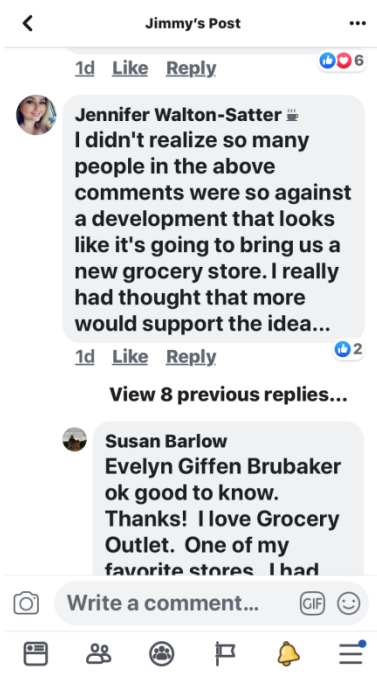 Jimmy's Post
1d Like Reply
6
Jennifer Walton-Satter
I didn't realize so many
people in the above
comments were so against
a development that looks
like it's going to bring us a
new grocery store. I really
had thought that more
would support the idea...
2
1d Like Reply
View 8 previous replies...
Susan Barlow
Evelyn Giffen Brubaker
ok good to know.
Thanks! I love Grocery
Outlet. One of my
favorite stores. I had
Write a comment...
GIF